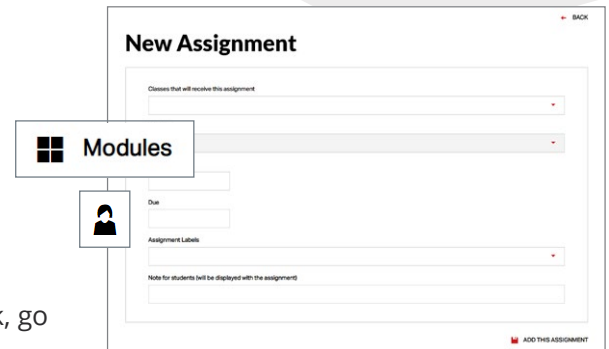 BACK
New Assignment
Classes that will receive this assignment
Modules
Due
Assignment Labels
Note for students (will be displayed with the assignment)
, go
ADD THIS ASSIGNMENT